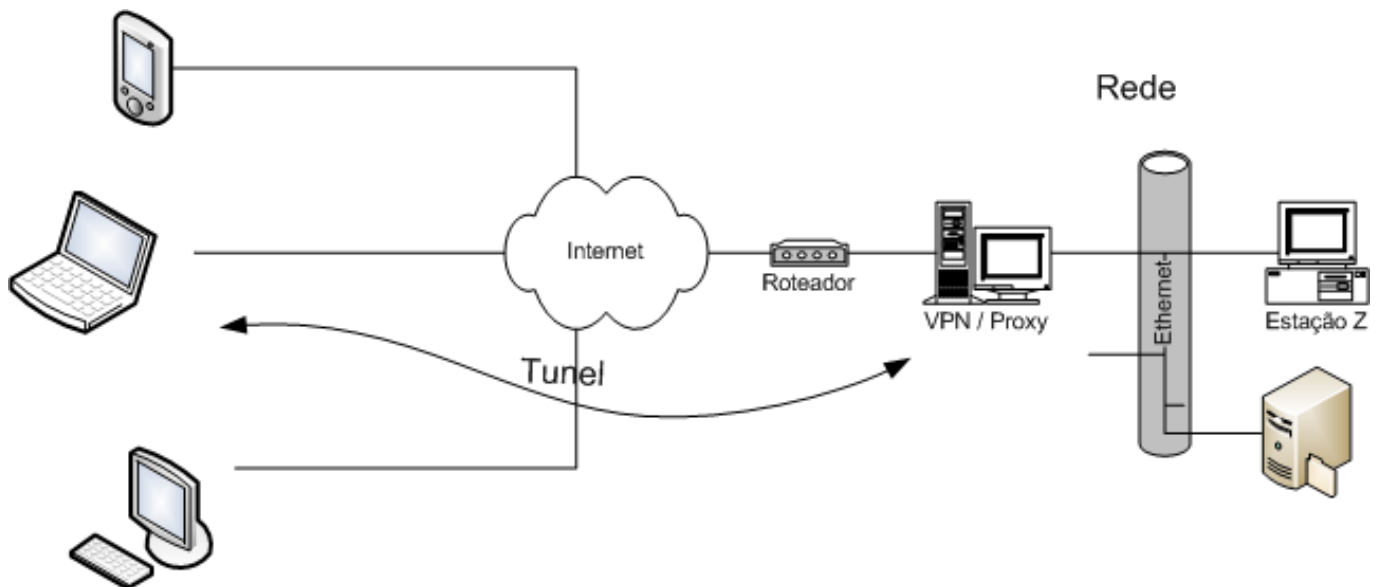 Rede
Internet
Roteador
VPN / Proxy
Ethernet
Estação Z
Tunel